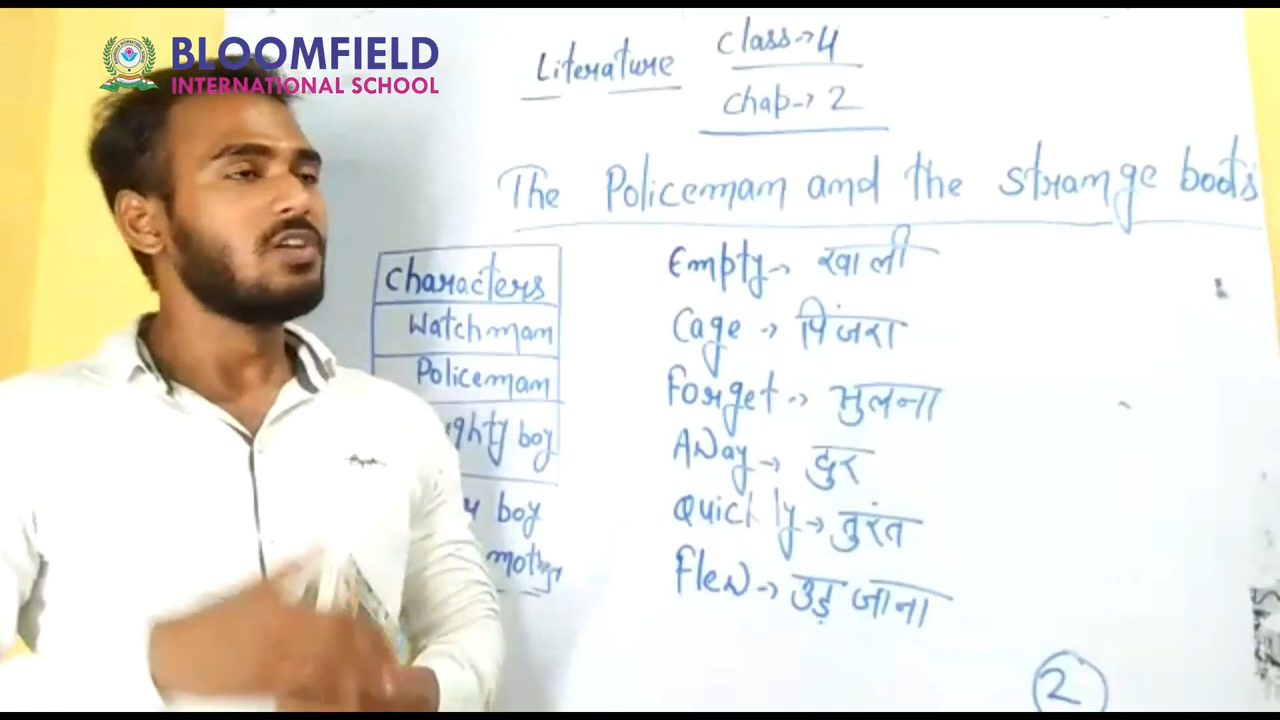 BLOOMFIELD
INTERNATIONAL SCHOOL
Literature
Class→4
Chap→2
The Policeman and the strange boots
Characters
Watchman
Policeman
boy
boy
Empty→ खाली
Cage→ पिंजरा
Forget→ भुलना
Away→ दुर
Quickly→ तुरंत
Flew→ उड़ जाना
2